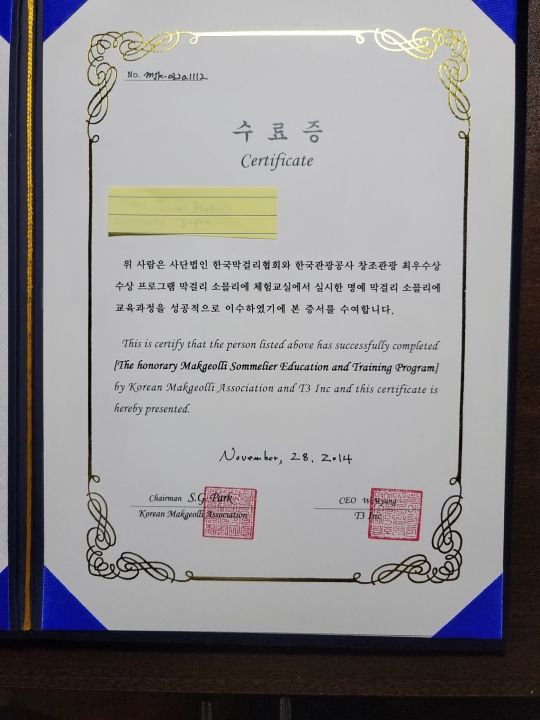 수 료 증
Certificate
위 사람은 사단법인 한국막걸리협회와 한국관광공사 창조관광 최우수상
수상 프로그램 막걸리 소믈리에 체험교실에서 실시한 명예 막걸리 소믈리에
교육과정을 성공적으로 이수하였기에 본 증서를 수여합니다.
This is certify that the person listed above has successfully completed
[The honorary Makgeolli Sommelier Education and Training Program]
by Korean Makgeolli Association and T3 Inc and this certificate is
hereby presented.
November, 28. 2014
Chairman S.G. Park
Korean Makgeolli Association
CEO W.Myung
T3 Inc